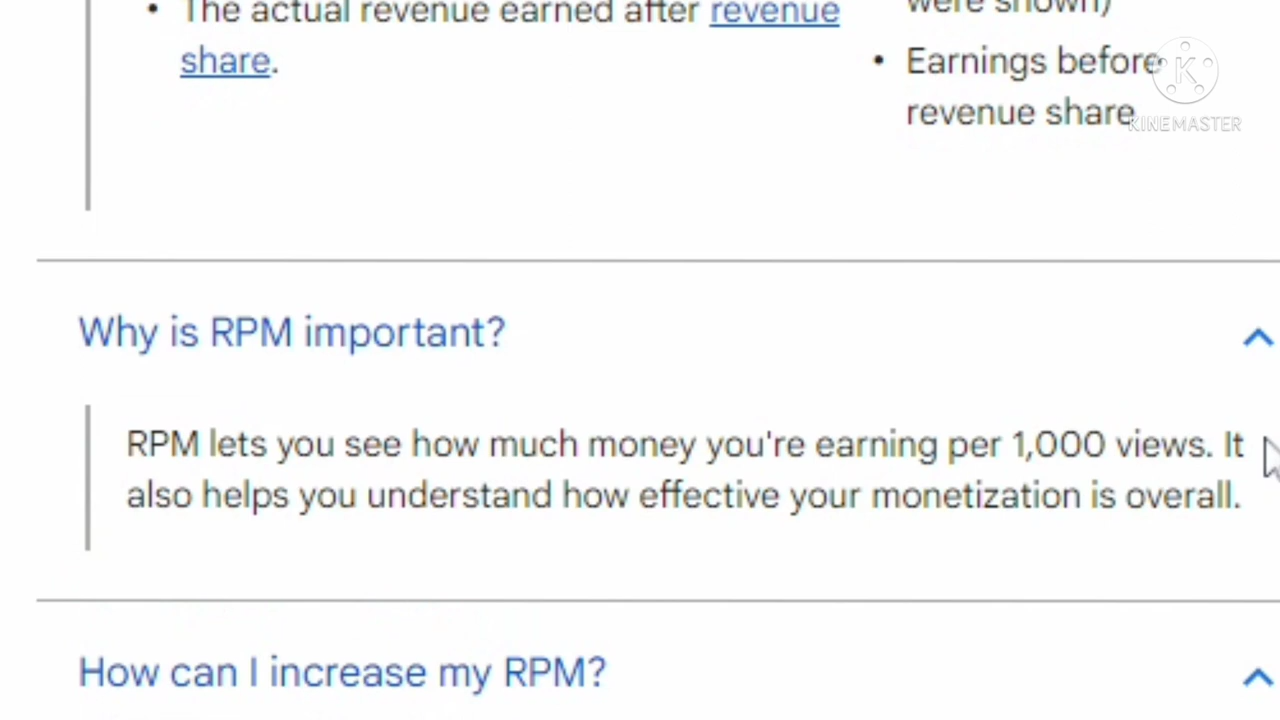 The actual revenue earned after revenue
share.
were shown)
Earnings before
revenue share
KINEMASTER
Why is RPM important?
RPM lets you see how much money you're earning per 1,000 views. It
also helps you understand how effective your monetization is overall.
How can I increase my RPM?